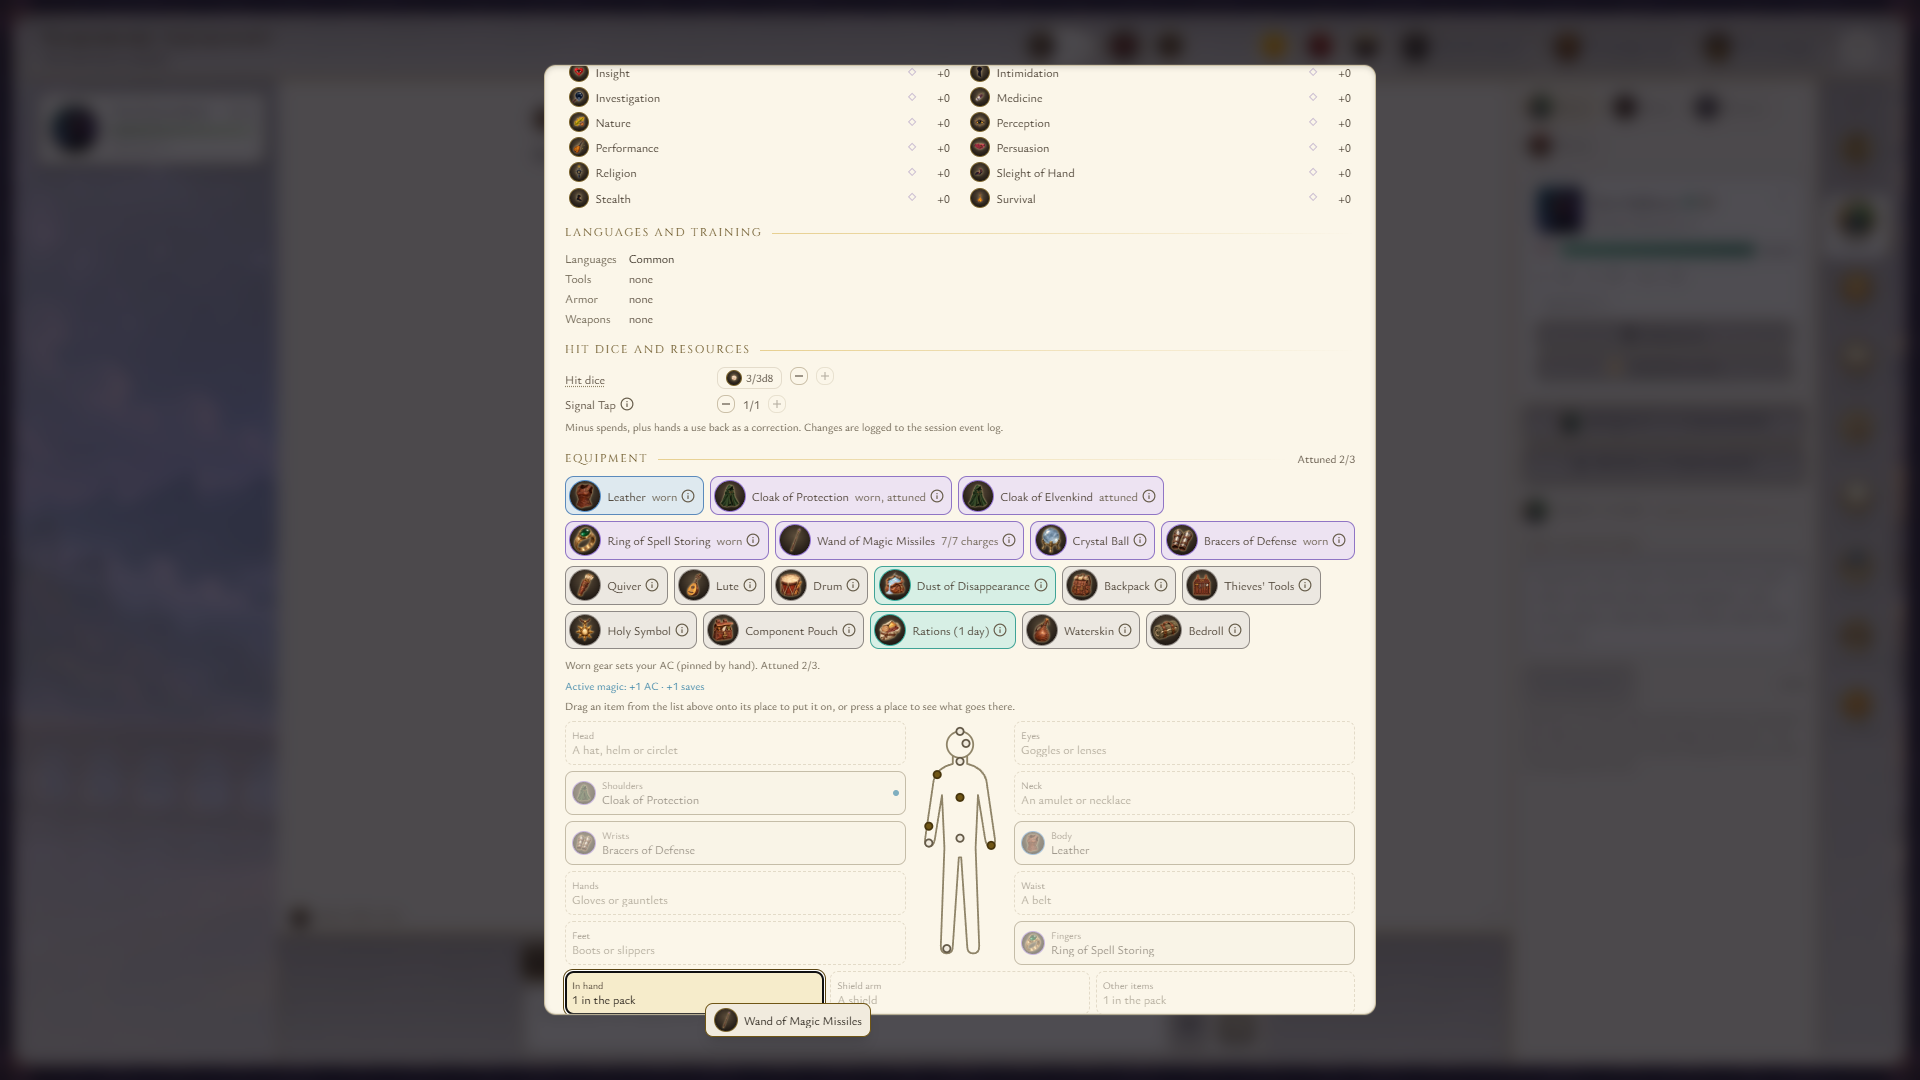 Insight +0 Intimidation +0
Investigation +0 Medicine +0
Nature +0 Perception +0
Performance +0 Persuasion +0
Religion +0 Sleight of Hand +0
Stealth +0 Survival +0
LANGUAGES AND TRAINING
Languages Common
Tools none
Armor none
Weapons none
HIT DICE AND RESOURCES
Hit dice 3/3d8 − +
Signal Tap − 1/1 +
Minus spends, plus hands a use back as a correction. Changes are logged to the session event log.
EQUIPMENT Attuned 2/3
Leather worn Cloak of Protection worn, attuned Cloak of Elvenkind attuned
Ring of Spell Storing worn Wand of Magic Missiles 7/7 charges Crystal Ball Bracers of Defense worn
Quiver Lute Drum Dust of Disappearance Backpack Thieves' Tools
Holy Symbol Component Pouch Rations (1 day) Waterskin Bedroll
Worn gear sets your AC (pinned by hand). Attuned 2/3.
Active magic: +1 AC · +1 saves
Drag an item from the list above onto its place to put it on, or press a place to see what goes there.
Head
A hat, helm or circlet
Eyes
Goggles or lenses
Shoulders
Cloak of Protection
Neck
An amulet or necklace
Wrists
Bracers of Defense
Body
Leather
Hands
Gloves or gauntlets
Waist
A belt
Feet
Boots or slippers
Fingers
Ring of Spell Storing
In hand
1 in the pack
Shield arm
A shield
Other items
1 in the pack
Wand of Magic Missiles